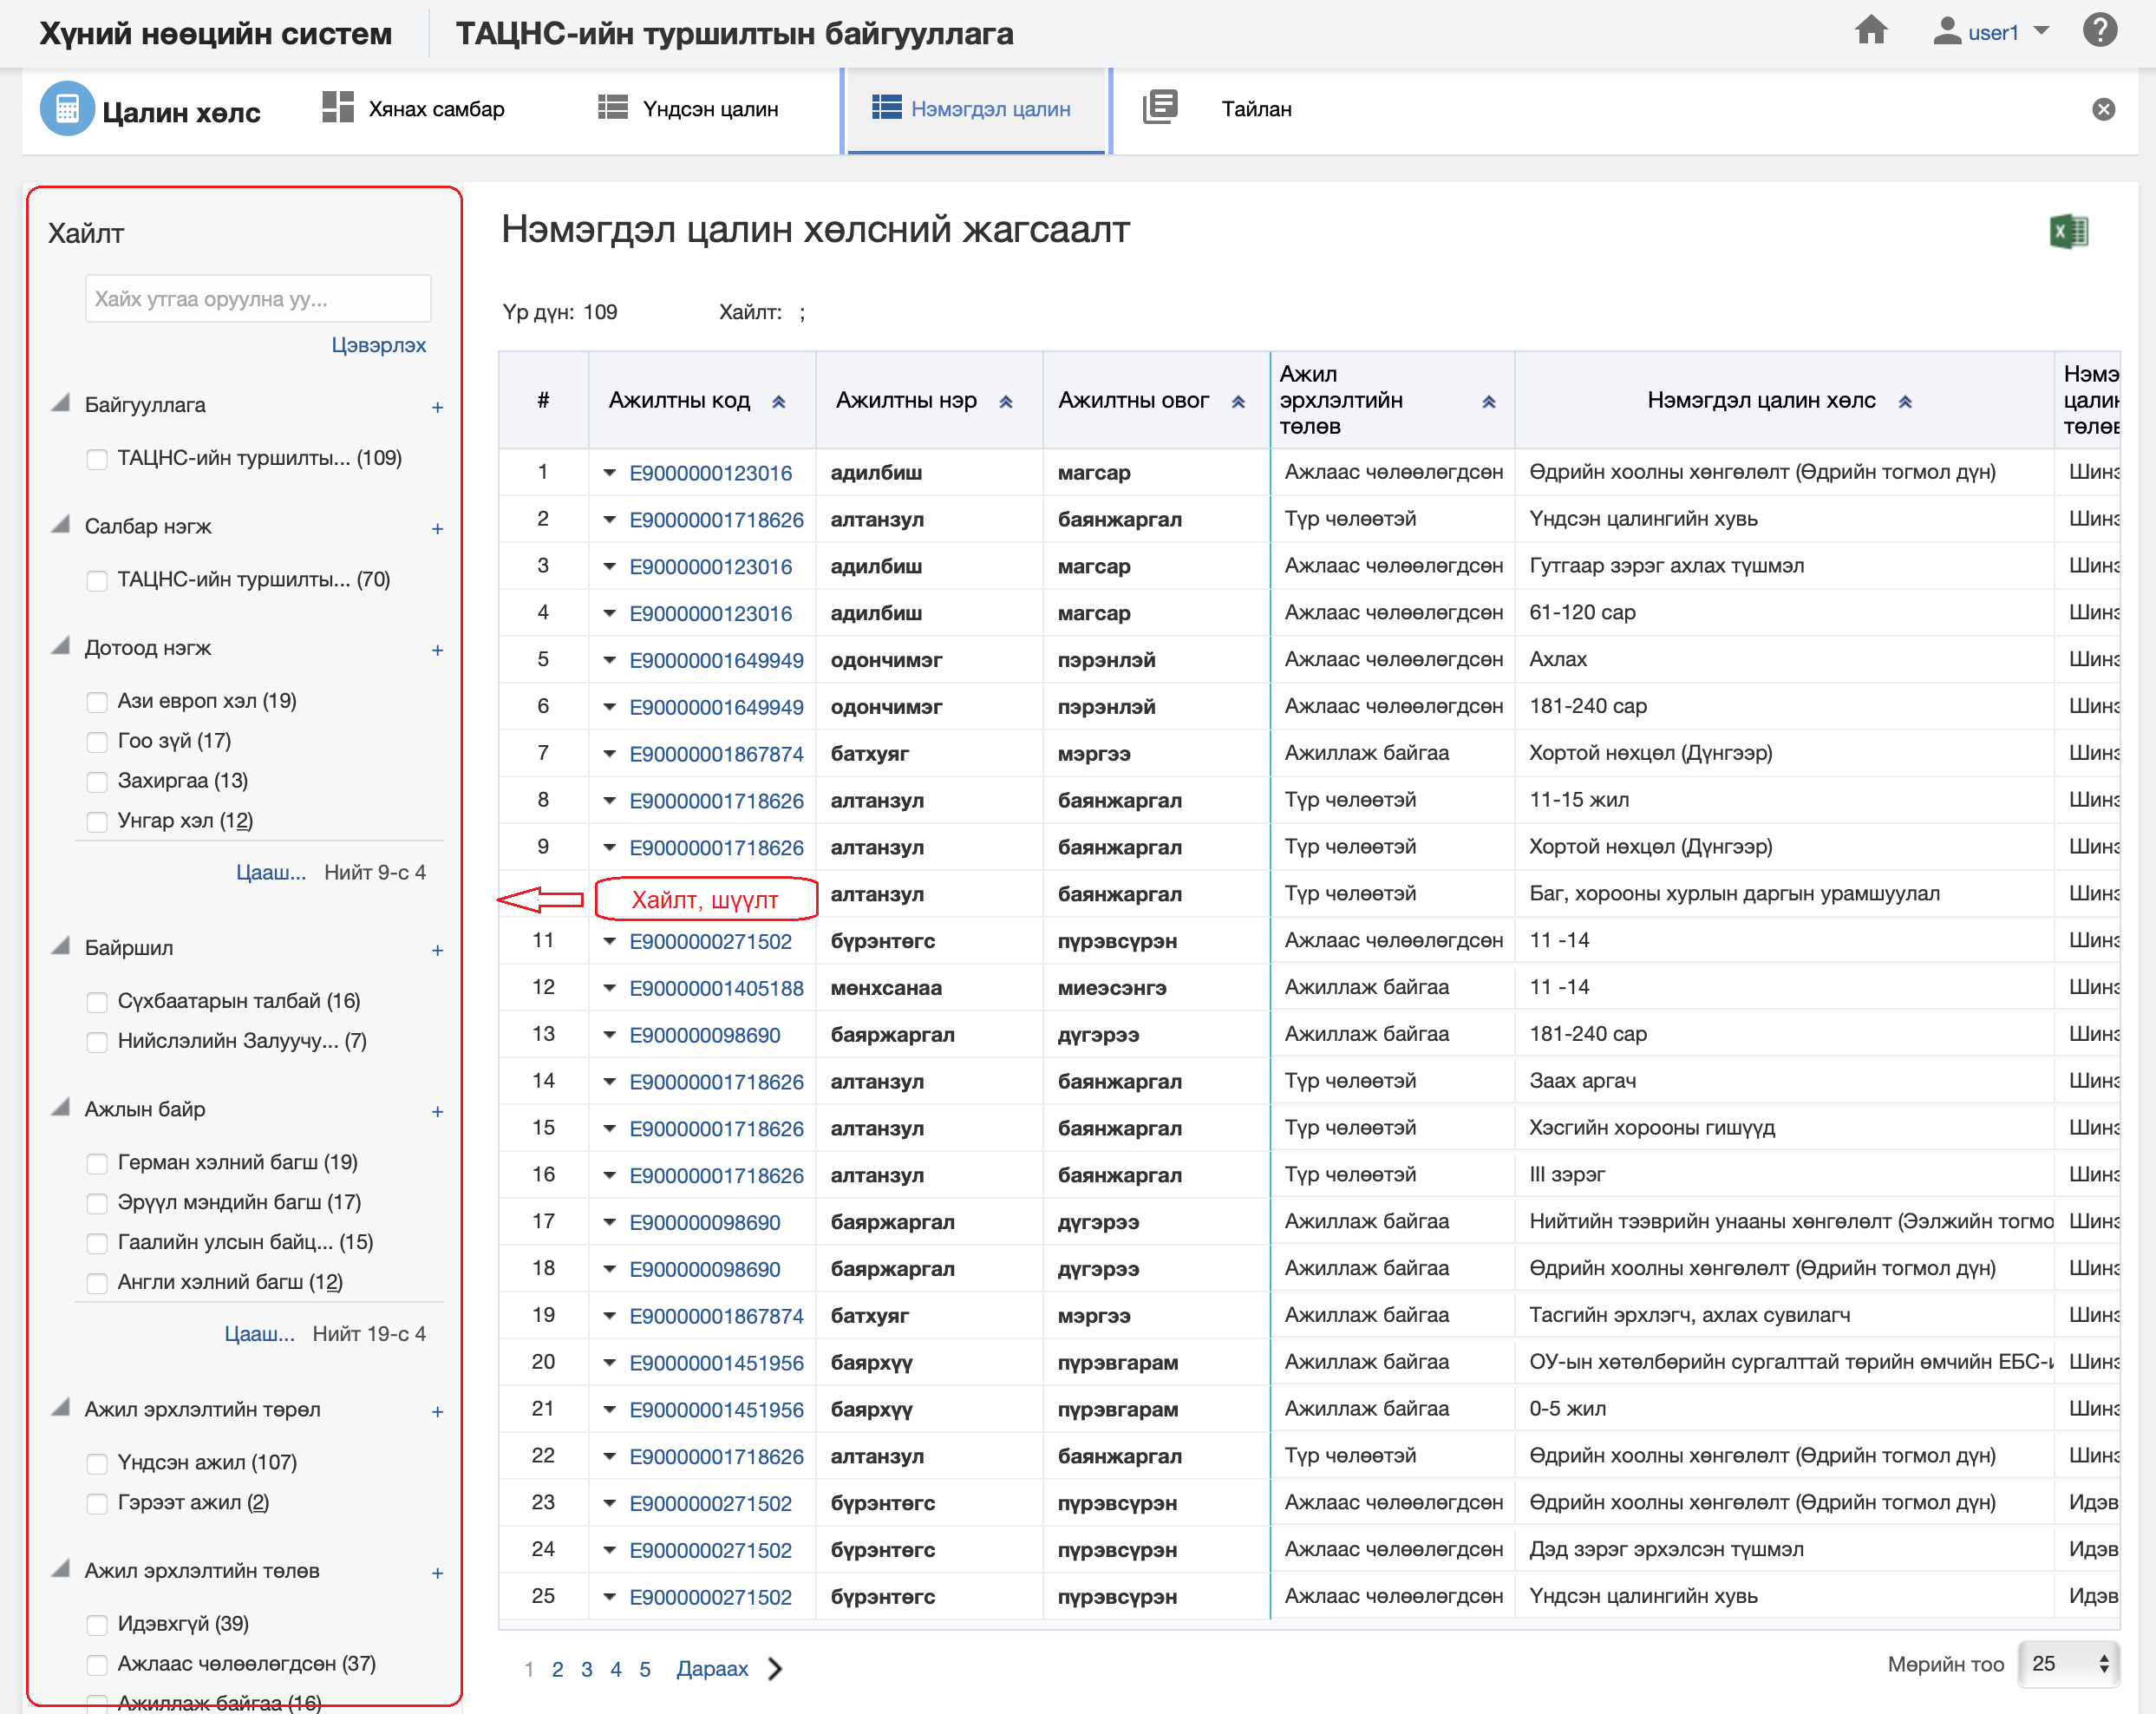 Хүний нөөцийн систем ТАЦНС-ийн туршилтын байгууллага user1
Цалин хөлс Хянах самбар Үндсэн цалин Нэмэгдэл цалин Тайлан
Хайлт
Хайх утгаа оруулна уу...
Цэвэрлэх
Байгууллага +
ТАЦНС-ийн туршилты... (109)
Салбар нэгж +
ТАЦНС-ийн туршилты... (70)
Дотоод нэгж +
Ази европ хэл (19)
Гоо зүй (17)
Захиргаа (13)
Унгар хэл (12)
Цааш... Нийт 9-с 4
Байршил +
Сүхбаатарын талбай (16)
Нийслэлийн Залуучу... (7)
Ажлын байр +
Герман хэлний багш (19)
Эрүүл мэндийн багш (17)
Гаалийн улсын байц... (15)
Англи хэлний багш (12)
Цааш... Нийт 19-с 4
Ажил эрхлэлтийн төрөл +
Үндсэн ажил (107)
Гэрээт ажил (2)
Ажил эрхлэлтийн төлөв +
Идэвхгүй (39)
Ажлаас чөлөөлөгдсөн (37)
Ажиллаж байгаа (16)
Нэмэгдэл цалин хөлсний жагсаалт
Үр дүн: 109 Хайлт: ;
# Ажилтны код Ажилтны нэр Ажилтны овог Ажил эрхлэлтийн төлөв Нэмэгдэл цалин хөлс Нэмэ цалин төлөв
1 E9000000123016 адилбиш магсар Ажлаас чөлөөлөгдсөн Өдрийн хоолны хөнгөлөлт (Өдрийн тогмол дүн) Шинэ
2 E90000001718626 алтанзул баянжаргал Түр чөлөөтэй Үндсэн цалингийн хувь Шинэ
3 E9000000123016 адилбиш магсар Ажлаас чөлөөлөгдсөн Гутгаар зэрэг ахлах түшмэл Шинэ
4 E9000000123016 адилбиш магсар Ажлаас чөлөөлөгдсөн 61-120 сар Шинэ
5 E90000001649949 одончимэг пэрэнлэй Ажлаас чөлөөлөгдсөн Ахлах Шинэ
6 E90000001649949 одончимэг пэрэнлэй Ажлаас чөлөөлөгдсөн 181-240 сар Шинэ
7 E90000001867874 батхуяг мэргээ Ажиллаж байгаа Хортой нөхцөл (Дүнгээр) Шинэ
8 E90000001718626 алтанзул баянжаргал Түр чөлөөтэй 11-15 жил Шинэ
9 E90000001718626 алтанзул баянжаргал Түр чөлөөтэй Хортой нөхцөл (Дүнгээр) Шинэ
Хайлт, шүүлт алтанзул баянжаргал Түр чөлөөтэй Баг, хорооны хурлын даргын урамшуулал Шинэ
11 E9000000271502 бүрэнтөгс пүрэвсүрэн Ажлаас чөлөөлөгдсөн 11 -14 Шинэ
12 E90000001405188 мөнхсанаа миеэсэнгэ Ажиллаж байгаа 11 -14 Шинэ
13 E900000098690 баяржаргал дүгэрээ Ажиллаж байгаа 181-240 сар Шинэ
14 E90000001718626 алтанзул баянжаргал Түр чөлөөтэй Заах аргач Шинэ
15 E90000001718626 алтанзул баянжаргал Түр чөлөөтэй Хэсгийн хорооны гишүүд Шинэ
16 E90000001718626 алтанзул баянжаргал Түр чөлөөтэй III зэрэг Шинэ
17 E900000098690 баяржаргал дүгэрээ Ажиллаж байгаа Нийтийн тээврийн унааны хөнгөлөлт (Ээлжийн тогмо Шинэ
18 E900000098690 баяржаргал дүгэрээ Ажиллаж байгаа Өдрийн хоолны хөнгөлөлт (Өдрийн тогмол дүн) Шинэ
19 E90000001867874 батхуяг мэргээ Ажиллаж байгаа Тасгийн эрхлэгч, ахлах сувилагч Шинэ
20 E90000001451956 баярхүү пүрэвгарам Ажиллаж байгаа ОУ-ын хөтөлбөрийн сургалттай төрийн өмчийн ЕБС-и Шинэ
21 E90000001451956 баярхүү пүрэвгарам Ажиллаж байгаа 0-5 жил Шинэ
22 E90000001718626 алтанзул баянжаргал Түр чөлөөтэй Өдрийн хоолны хөнгөлөлт (Өдрийн тогмол дүн) Шинэ
23 E9000000271502 бүрэнтөгс пүрэвсүрэн Ажлаас чөлөөлөгдсөн Өдрийн хоолны хөнгөлөлт (Өдрийн тогмол дүн) Идэв
24 E9000000271502 бүрэнтөгс пүрэвсүрэн Ажлаас чөлөөлөгдсөн Дэд зэрэг эрхэлсэн түшмэл Идэв
25 E9000000271502 бүрэнтөгс пүрэвсүрэн Ажлаас чөлөөлөгдсөн Үндсэн цалингийн хувь Идэв
1 2 3 4 5 Дараах Мөрийн тоо 25